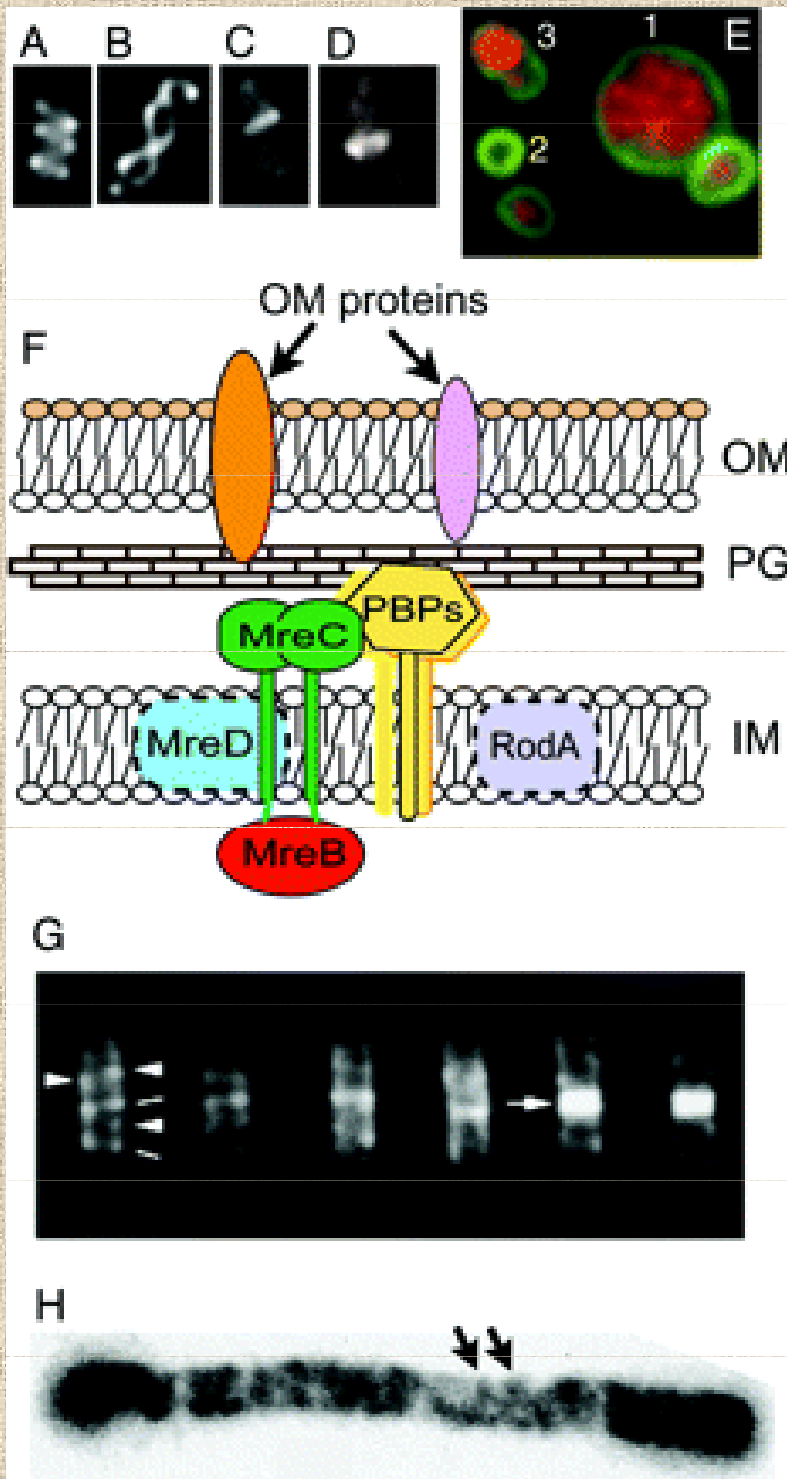 A B C D
3 1 E
2
OM proteins
F
OM
PG
PBPs
MreC
MreD
RodA
IM
MreB
G
H